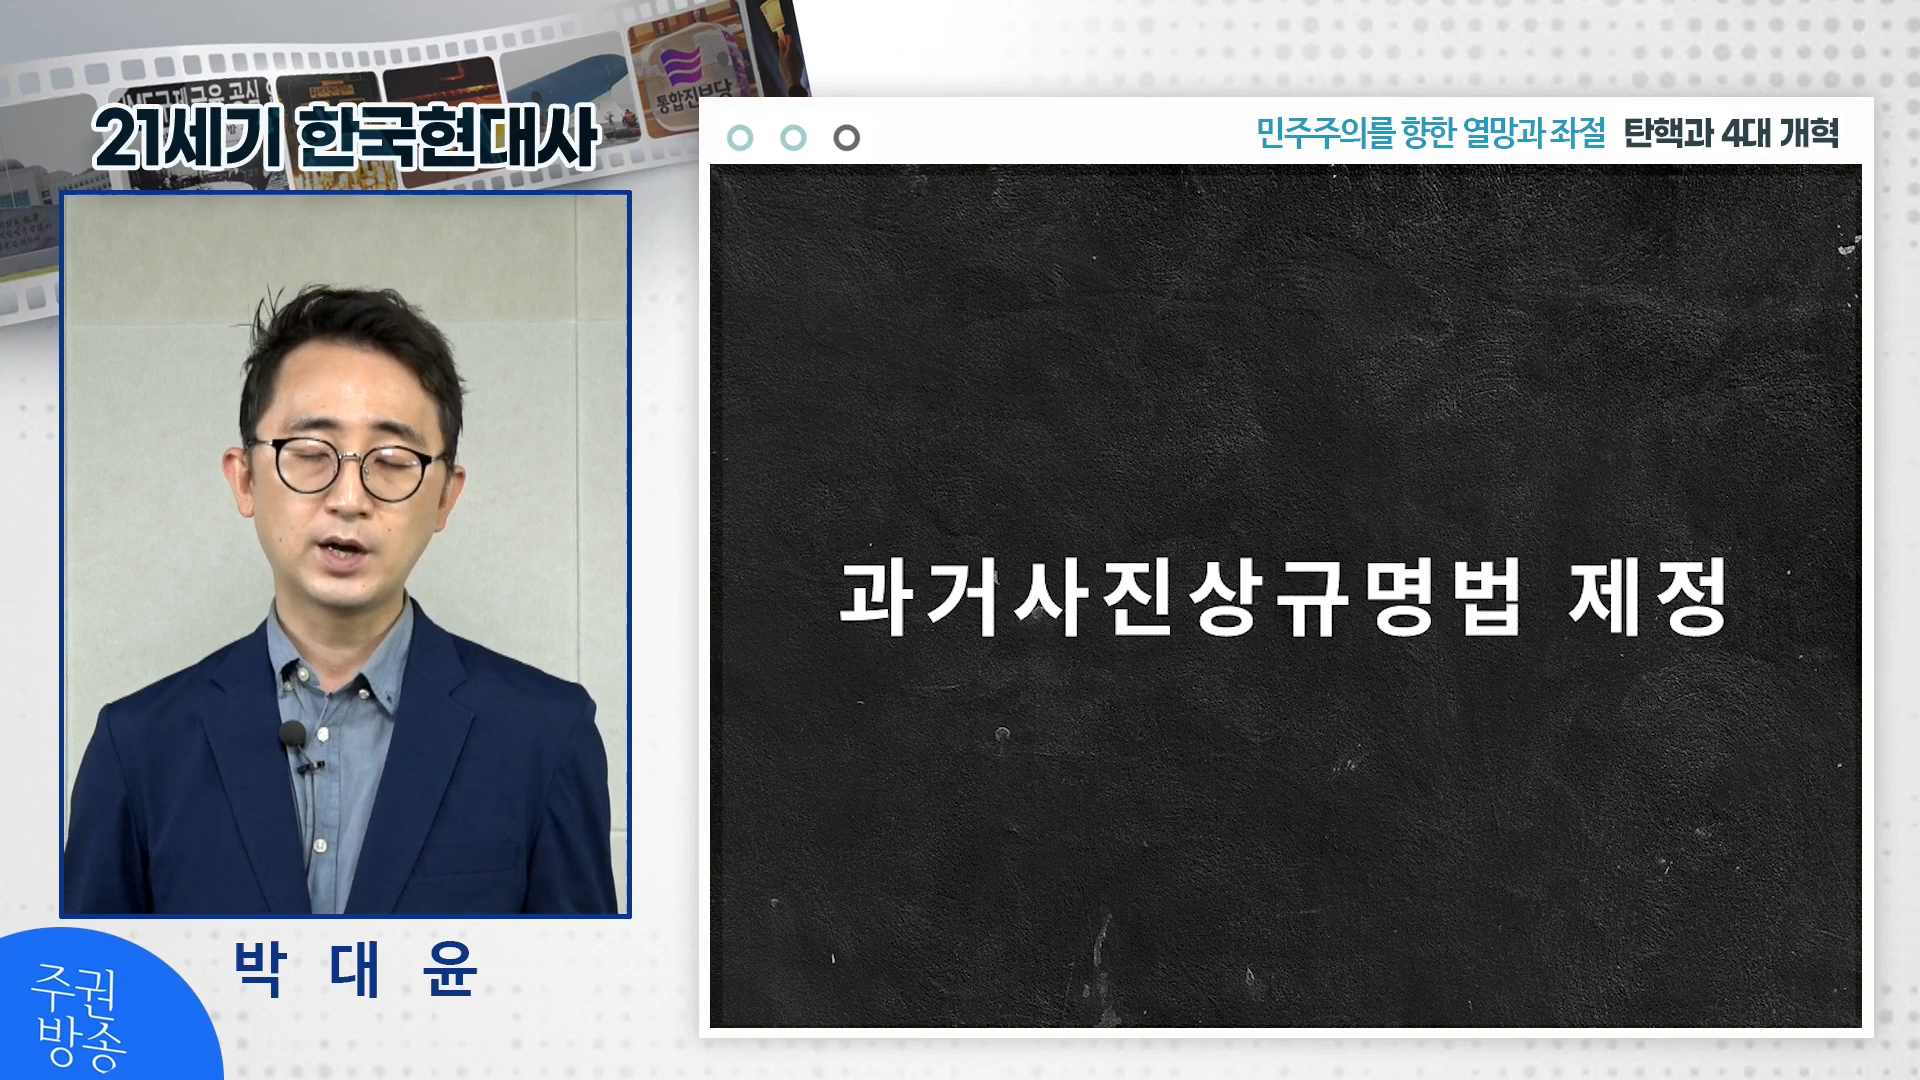 통합진보당
21세기 한국현대사
민주주의를 향한 열망과 좌절 탄핵과 4대 개혁
과거사진상규명법 제정
박대윤
주권
방송